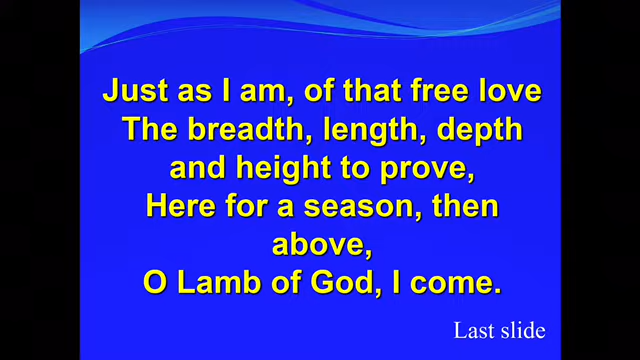 Just as I am, of that free love
The breadth, length, depth
and height to prove,
Here for a season, then
above,
O Lamb of God, I come.
Last slide